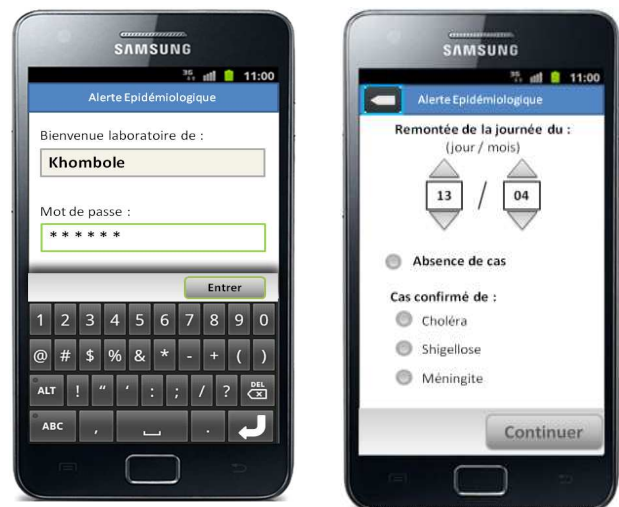 SAMSUNG
3G 11:00
Alerte Epidémiologique
Bienvenue laboratoire de :
Khombole
Mot de passe :
* * * * * *
Entrer
1 2 3 4 5 6 7 8 9 0
@ # $ % & * - + ( )
ALT ! " ' : ; / ? DEL
ABC , .
SAMSUNG
3G 11:00
Alerte Epidémiologique
Remontée de la journée du :
(jour / mois)
13 / 04
Absence de cas
Cas confirmé de :
Choléra
Shigellose
Méningite
Continuer